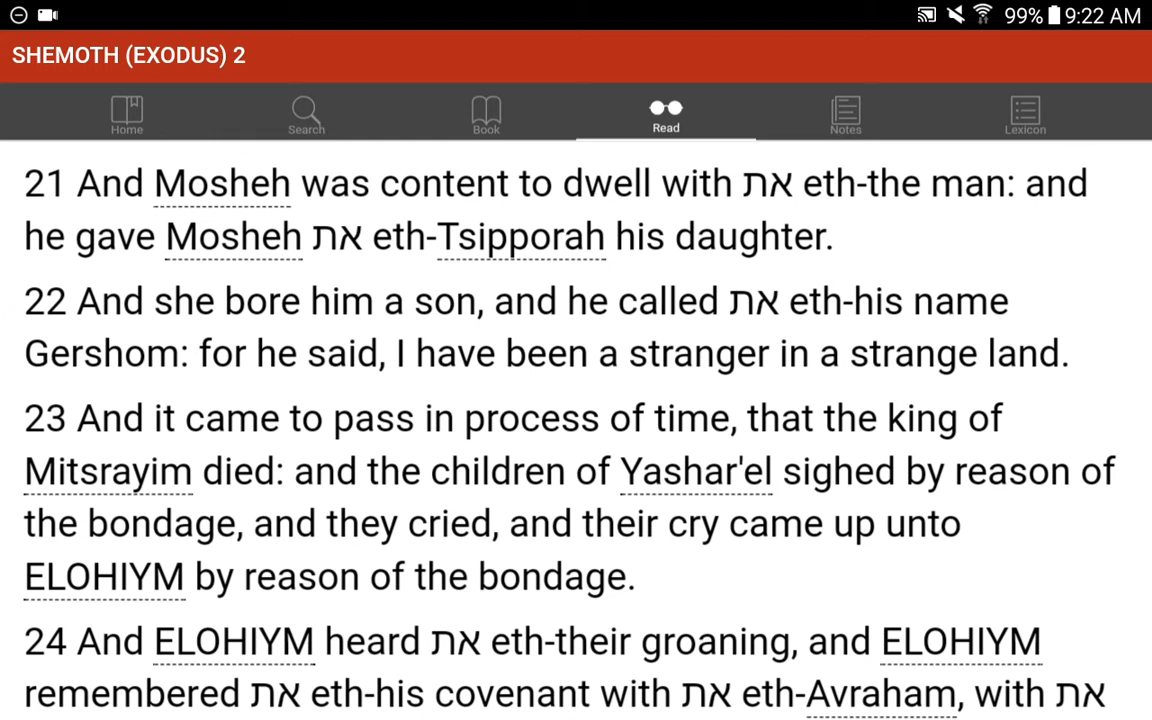 99% 9:22 AM
SHEMOTH (EXODUS) 2
Home Search Book Read Notes Lexicon
21 And Mosheh was content to dwell with את eth-the man: and
he gave Mosheh את eth-Tsipporah his daughter.
22 And she bore him a son, and he called את eth-his name
Gershom: for he said, I have been a stranger in a strange land.
23 And it came to pass in process of time, that the king of
Mitsrayim died: and the children of Yashar'el sighed by reason of
the bondage, and they cried, and their cry came up unto
ELOHIYM by reason of the bondage.
24 And ELOHIYM heard את eth-their groaning, and ELOHIYM
remembered את eth-his covenant with את eth-Avraham, with את